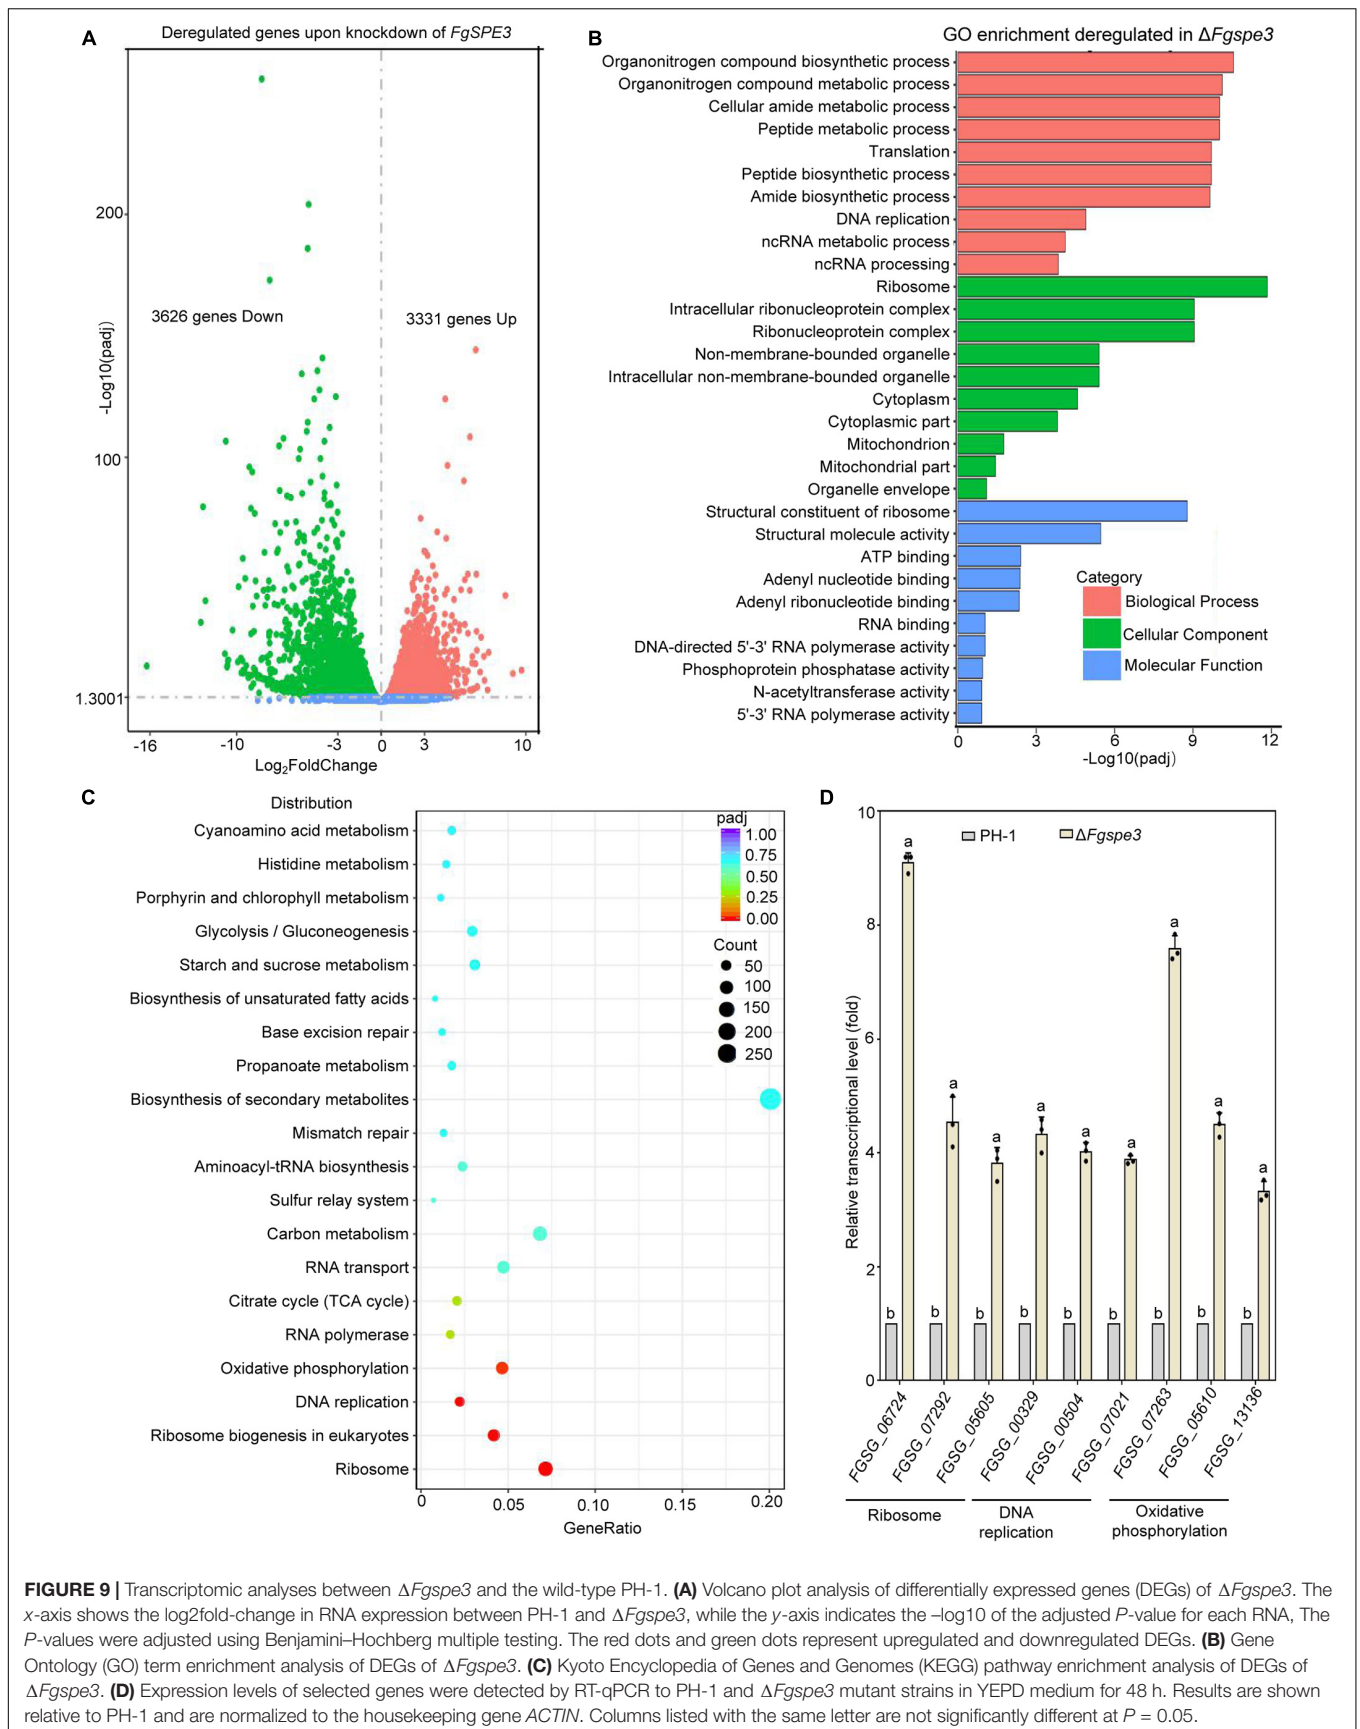 A
Deregulated genes upon knockdown of FgSPE3
200
100
1.3001
-Log10(padj)
3626 genes Down
3331 genes Up
-16 -10 -3 0 3 10
Log2FoldChange
B
GO enrichment deregulated in ΔFgspe3
Organonitrogen compound biosynthetic process
Organonitrogen compound metabolic process
Cellular amide metabolic process
Peptide metabolic process
Translation
Peptide biosynthetic process
Amide biosynthetic process
DNA replication
ncRNA metabolic process
ncRNA processing
Ribosome
Intracellular ribonucleoprotein complex
Ribonucleoprotein complex
Non-membrane-bounded organelle
Intracellular non-membrane-bounded organelle
Cytoplasm
Cytoplasmic part
Mitochondrion
Mitochondrial part
Organelle envelope
Structural constituent of ribosome
Structural molecule activity
ATP binding
Adenyl nucleotide binding
Adenyl ribonucleotide binding
RNA binding
DNA-directed 5'-3' RNA polymerase activity
Phosphoprotein phosphatase activity
N-acetyltransferase activity
5'-3' RNA polymerase activity
Category
Biological Process
Cellular Component
Molecular Function
0 3 6 9 12
-Log10(padj)
C
Distribution
Cyanoamino acid metabolism
Histidine metabolism
Porphyrin and chlorophyll metabolism
Glycolysis / Gluconeogenesis
Starch and sucrose metabolism
Biosynthesis of unsaturated fatty acids
Base excision repair
Propanoate metabolism
Biosynthesis of secondary metabolites
Mismatch repair
Aminoacyl-tRNA biosynthesis
Sulfur relay system
Carbon metabolism
RNA transport
Citrate cycle (TCA cycle)
RNA polymerase
Oxidative phosphorylation
DNA replication
Ribosome biogenesis in eukaryotes
Ribosome
padj
1.00
0.75
0.50
0.25
0.00
Count
50
100
150
200
250
0 0.05 0.10 0.15 0.20
GeneRatio
D
PH-1 ΔFgspe3
Relative transccriptional level (fold)
10
8
6
4
2
0
a
a
a
a
a
a
a
a
a
b b b b b b b b b
FGSG_06724 FGSG_07292 FGSG_05605 FGSG_00329 FGSG_00504 FGSG_07021 FGSG_07263 FGSG_05610 FGSG_13136
Ribosome
DNA
replication
Oxidative
phosphorylation
FIGURE 9 | Transcriptomic analyses between ΔFgspe3 and the wild-type PH-1. (A) Volcano plot analysis of differentially expressed genes (DEGs) of ΔFgspe3. The
x-axis shows the log2fold-change in RNA expression between PH-1 and ΔFgspe3, while the y-axis indicates the –log10 of the adjusted P-value for each RNA, The
P-values were adjusted using Benjamini–Hochberg multiple testing. The red dots and green dots represent upregulated and downregulated DEGs. (B) Gene
Ontology (GO) term enrichment analysis of DEGs of ΔFgspe3. (C) Kyoto Encyclopedia of Genes and Genomes (KEGG) pathway enrichment analysis of DEGs of
ΔFgspe3. (D) Expression levels of selected genes were detected by RT-qPCR to PH-1 and ΔFgspe3 mutant strains in YEPD medium for 48 h. Results are shown
relative to PH-1 and are normalized to the housekeeping gene ACTIN. Columns listed with the same letter are not significantly different at P = 0.05.